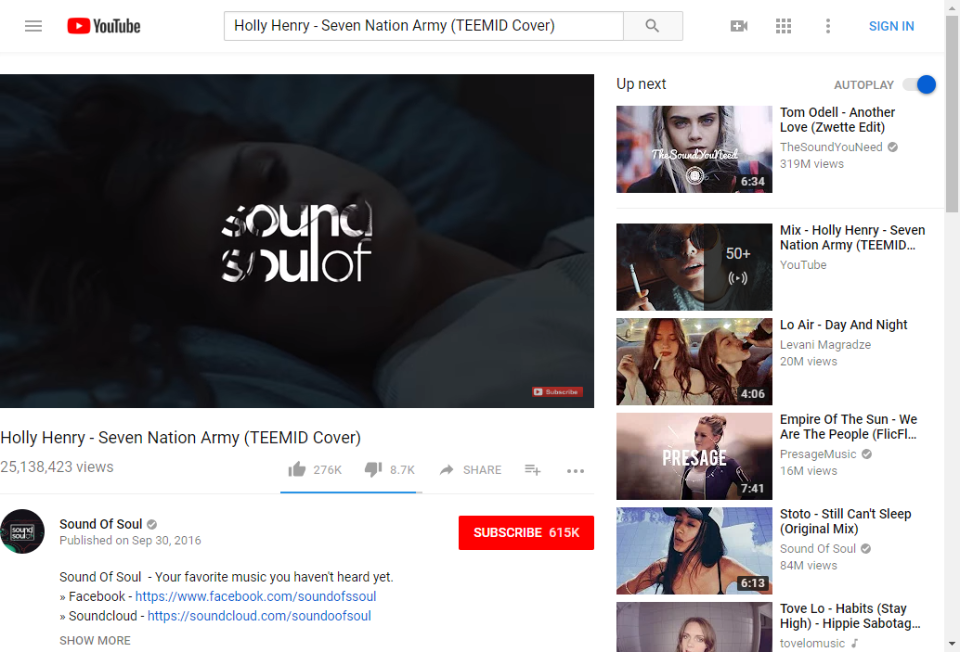 YouTube
Holly Henry - Seven Nation Army (TEEMID Cover)
SIGN IN
sound
soulof
Subscribe
Holly Henry - Seven Nation Army (TEEMID Cover)
25,138,423 views
276K
8.7K
SHARE
sound
soulof
Sound Of Soul
Published on Sep 30, 2016
SUBSCRIBE 615K
Sound Of Soul - Your favorite music you haven't heard yet.
» Facebook - https://www.facebook.com/soundofssoul
» Soundcloud - https://soundcloud.com/soundoofsoul
SHOW MORE
Up next
AUTOPLAY
TheSoundYouNeed
6:34
Tom Odell - Another
Love (Zwette Edit)
TheSoundYouNeed
319M views
50+
Mix - Holly Henry - Seven
Nation Army (TEEMID...
YouTube
4:06
Lo Air - Day And Night
Levani Magradze
20M views
PRESAGE
7:41
Empire Of The Sun - We
Are The People (FlicFl...
PresageMusic
16M views
6:13
Stoto - Still Can't Sleep
(Original Mix)
Sound Of Soul
84M views
Tove Lo - Habits (Stay
High) - Hippie Sabotag...
tovelomusic